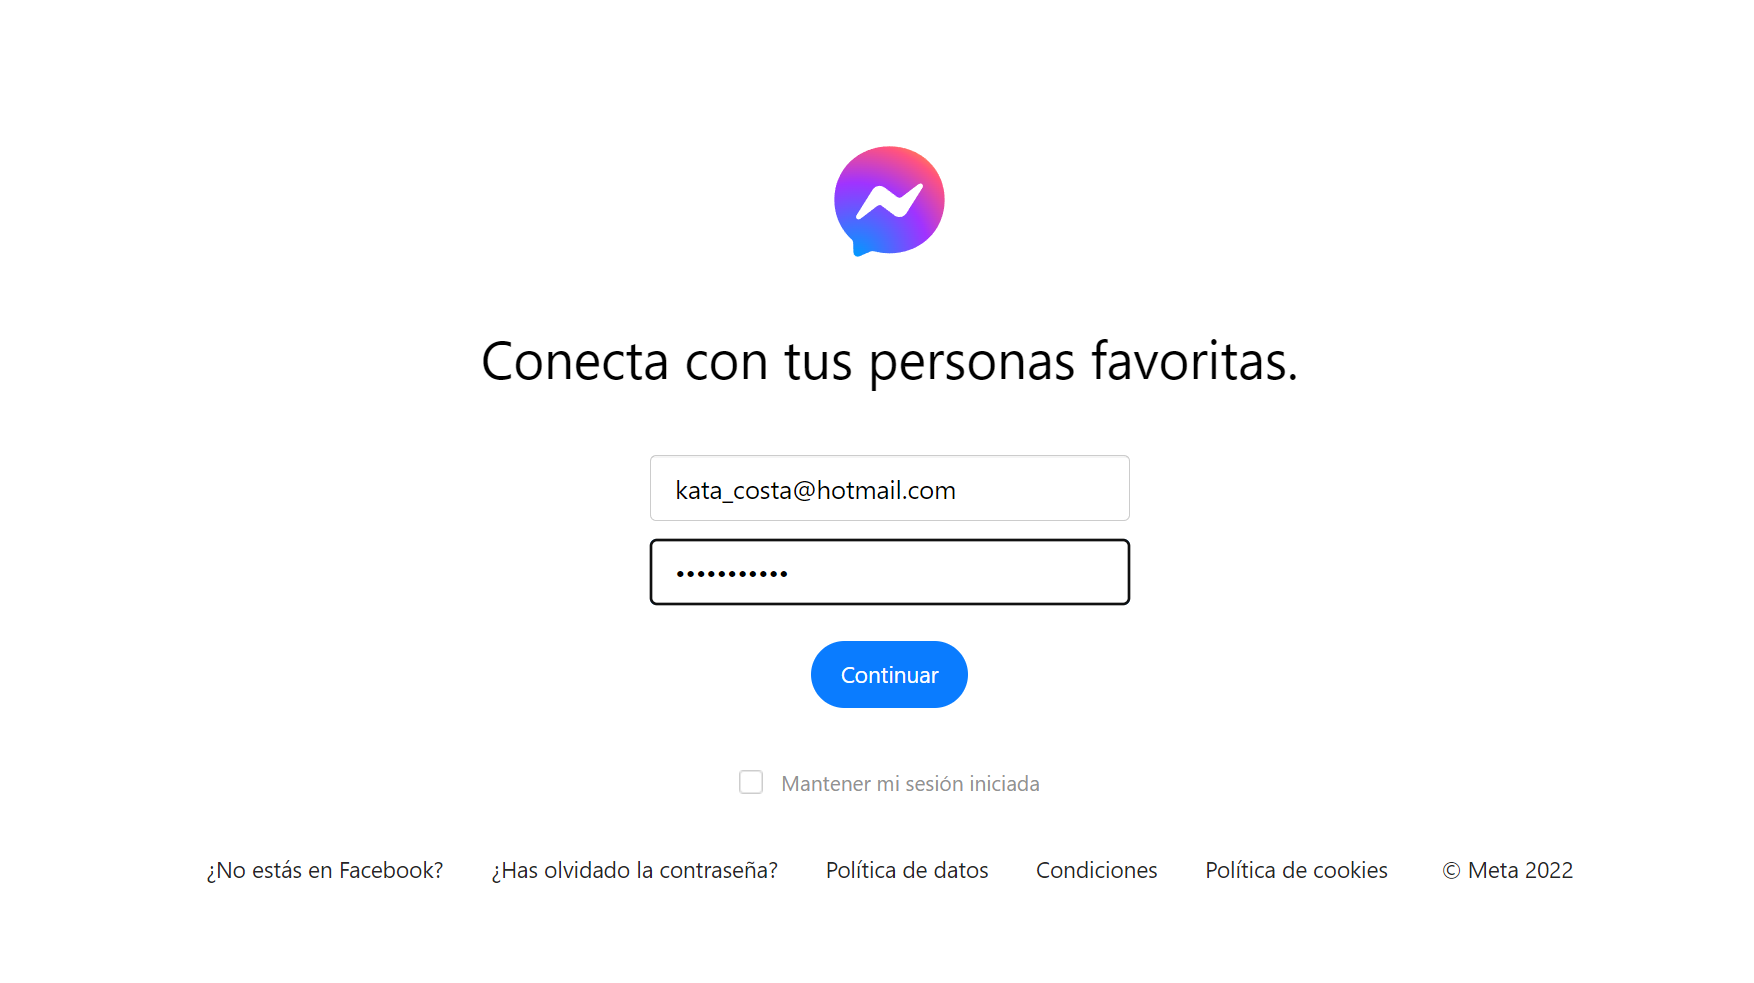 Conecta con tus personas favoritas.
kata_costa@hotmail.com
•••••••••••
Continuar
Mantener mi sesión iniciada
¿No estás en Facebook? ¿Has olvidado la contraseña? Política de datos Condiciones Política de cookies © Meta 2022